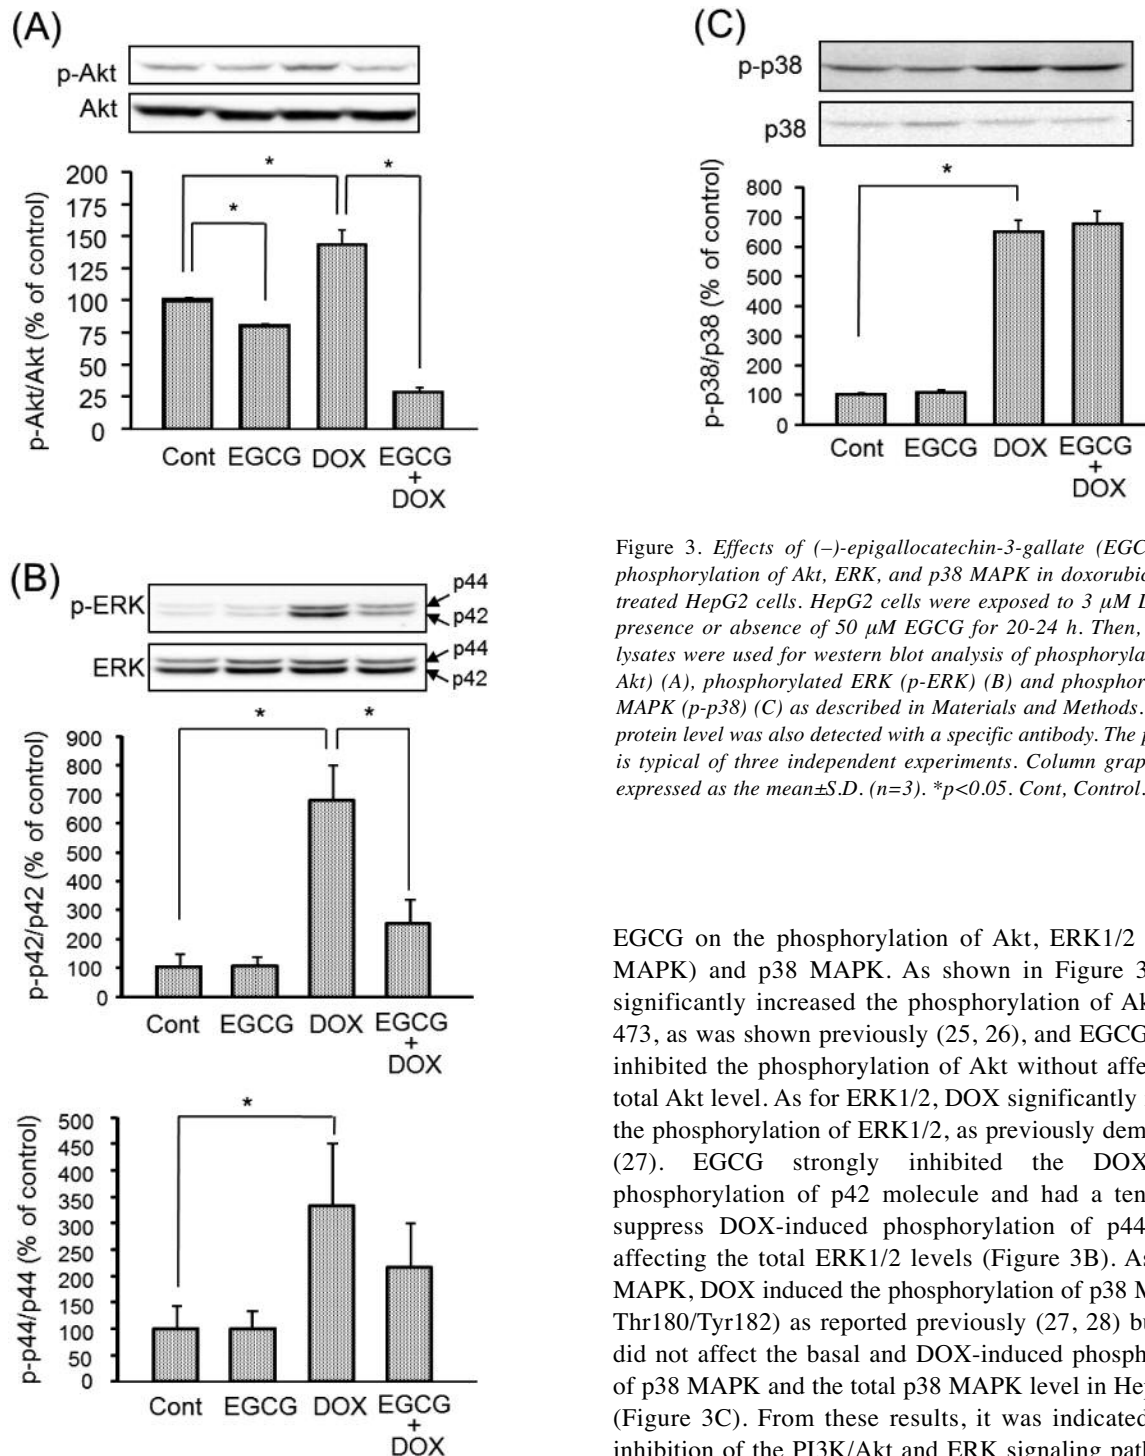 (A)
p-Akt
Akt
p-Akt/Akt (% of control)
200
175
150
125
100
75
50
25
0
*
*
*
Cont EGCG DOX EGCG
+
DOX
(B)
p-ERK
p44
p42
ERK
p44
p42
p-p42/p42 (% of control)
900
800
700
600
500
400
300
200
100
0
*
*
Cont EGCG DOX EGCG
+
DOX
p-p44/p44 (% of control)
500
450
400
350
300
250
200
150
100
50
0
*
Cont EGCG DOX EGCG
+
DOX
(C)
p-p38
p38
p-p38/p38 (% of control)
800
700
600
500
400
300
200
100
0
*
Cont EGCG DOX EGCG
+
DOX
Figure 3. Effects of (–)-epigallocatechin-3-gallate (EGC
phosphorylation of Akt, ERK, and p38 MAPK in doxorubic
treated HepG2 cells. HepG2 cells were exposed to 3 μM D
presence or absence of 50 μM EGCG for 20-24 h. Then,
lysates were used for western blot analysis of phosphoryla
Akt) (A), phosphorylated ERK (p-ERK) (B) and phosphor
MAPK (p-p38) (C) as described in Materials and Methods.
protein level was also detected with a specific antibody. The p
is typical of three independent experiments. Column grap
expressed as the mean±S.D. (n=3). *p<0.05. Cont, Control.
EGCG on the phosphorylation of Akt, ERK1/2
MAPK) and p38 MAPK. As shown in Figure 3
significantly increased the phosphorylation of Ak
473, as was shown previously (25, 26), and EGCG
inhibited the phosphorylation of Akt without affe
total Akt level. As for ERK1/2, DOX significantly
the phosphorylation of ERK1/2, as previously dem
(27). EGCG strongly inhibited the DOX
phosphorylation of p42 molecule and had a ten
suppress DOX-induced phosphorylation of p44
affecting the total ERK1/2 levels (Figure 3B). As
MAPK, DOX induced the phosphorylation of p38 M
Thr180/Tyr182) as reported previously (27, 28) bu
did not affect the basal and DOX-induced phosph
of p38 MAPK and the total p38 MAPK level in Hep
(Figure 3C). From these results, it was indicated
inhibition of the PI3K/Akt and ERK signaling path